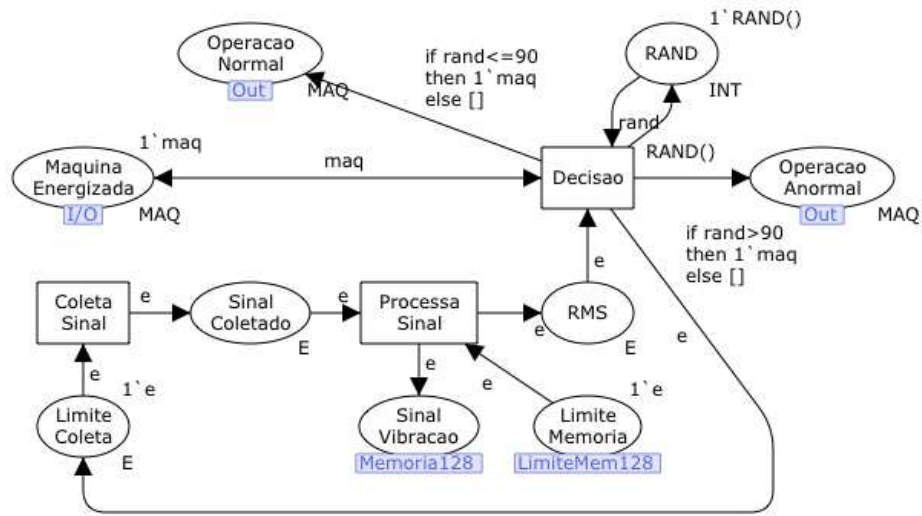 1`RAND()
Operacao
Normal
Out
MAQ
if rand<=90
then 1`maq
else []
RAND
INT
rand
RAND()
1`maq
Maquina
Energizada
I/O
MAQ
maq
Decisao
Operacao
Anormal
Out
MAQ
if rand>90
then 1`maq
else []
e
Coleta
Sinal
e
Sinal
Coletado
E
e
Processa
Sinal
e
RMS
E
e
e
1`e
Limite
Coleta
E
e
Sinal
Vibracao
Memoria128
e
1`e
Limite
Memoria
LimiteMem128